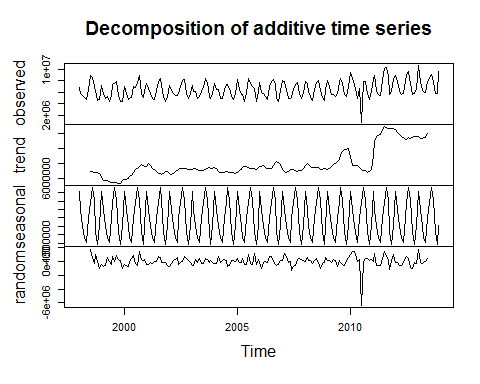 Decomposition of additive time series
observed
2e+06
1e+07
trend
6000000
seasonal
random
-6e+06
2000
2005
2010
Time